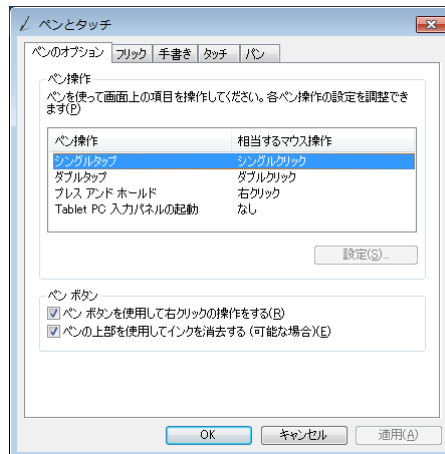 ペンとタッチ
ペンのオプション フリック 手書き タッチ パン
ペン操作
ペンを使って画面上の項目を操作してください。各ペン操作の設定を調整でき
ます(P)
ペン操作 相当するマウス操作
シングルタップ シングルクリック
ダブルタップ ダブルクリック
プレス アンド ホールド 右クリック
Tablet PC 入力パネルの起動 なし
設定(S)...
ペン ボタン
ペン ボタンを使用して右クリックの操作をする(R)
ペンの上部を使用してインクを消去する (可能な場合)(E)
OK キャンセル 適用(A)